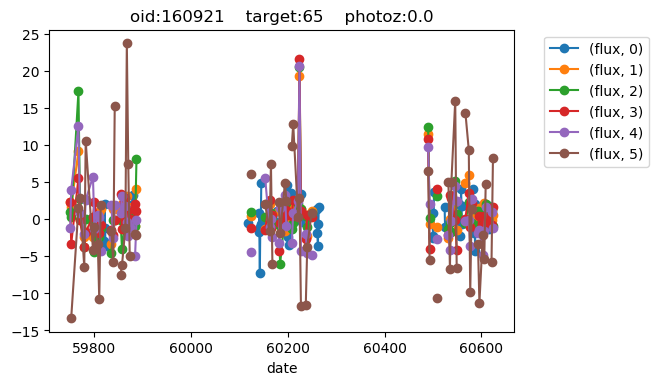 oid:160921    target:65    photoz:0.0
25
20
15
10
5
0
−5
−10
−15
59800
60000
60200
60400
60600
date
(flux, 0)
(flux, 1)
(flux, 2)
(flux, 3)
(flux, 4)
(flux, 5)